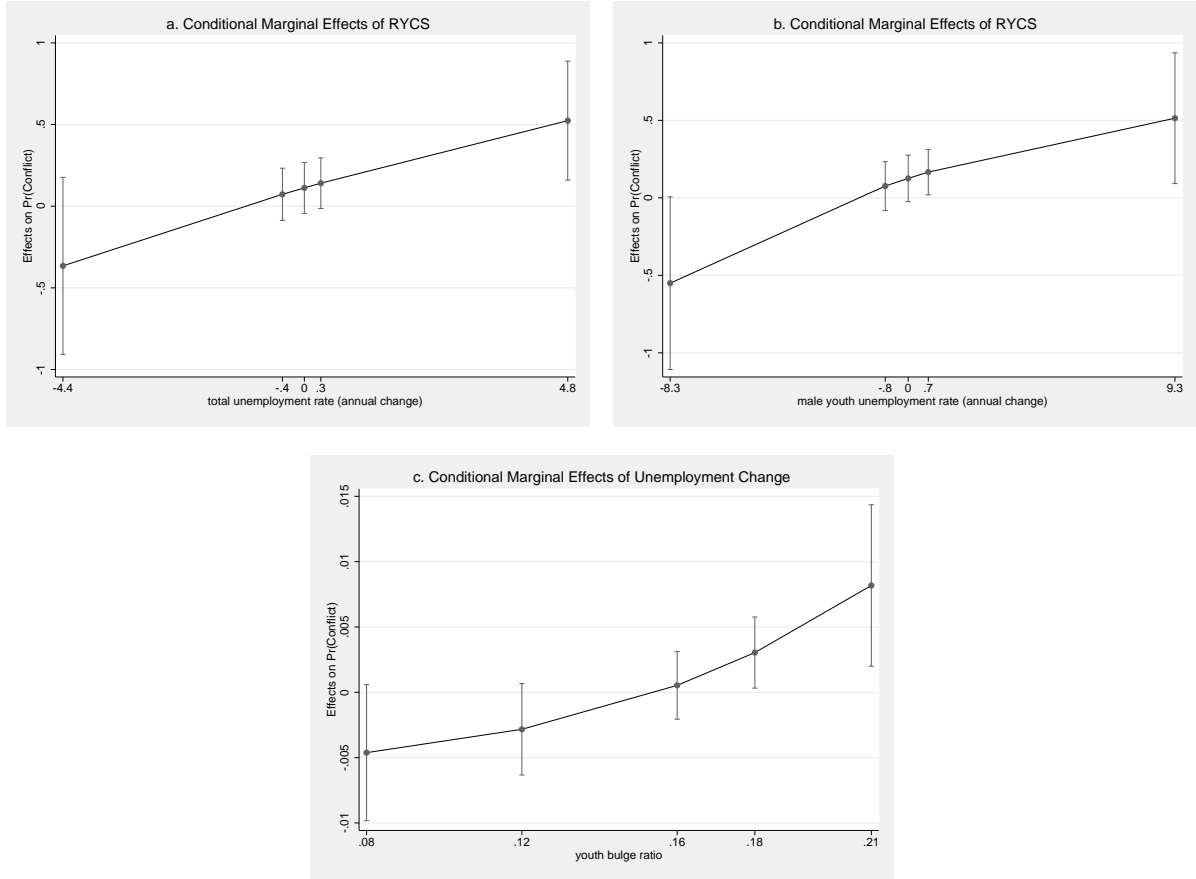 a. Conditional Marginal Effects of RYCS
Effects on Pr(Conflict)
1
.5
0
-.5
-1
-4.4 -.4 0 .3 4.8
total unemployment rate (annual change)
b. Conditional Marginal Effects of RYCS
Effects on Pr(Conflict)
1
.5
0
-.5
-1
-8.3 -.8 0 .7 9.3
male youth unemployment rate (annual change)
c. Conditional Marginal Effects of Unemployment Change
Effects on Pr(Conflict)
.015
.01
.005
0
-.005
-.01
.08 .12 .16 .18 .21
youth bulge ratio